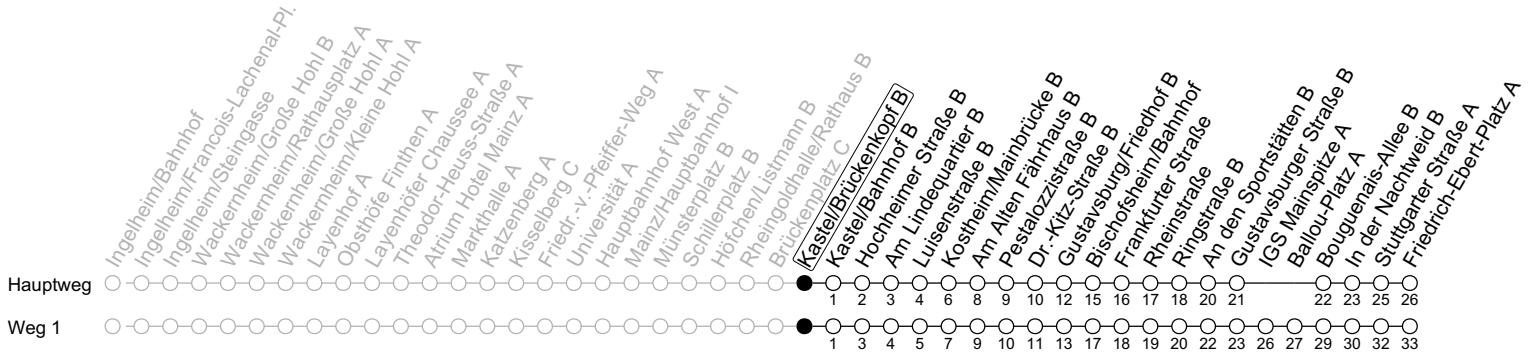 Ingelheim/Bahnhof
Ingelheim/Francois-Lachenal-Pl.
Ingelheim/Steingasse
Wackernheim/Große Hohl B
Wackernheim/Rathausplatz A
Wackernheim/Große Hohl A
Wackernheim/Kleine Hohl A
Layenhof A
Obsthöfe Finthen A
Layenhöfer Chaussee A
Theodor-Heuss-Straße A
Atrium Hotel Mainz A
Markthalle A
Katzenberg A
Kisselberg C
Friedr.-v.-Pfeiffer-Weg A
Universität A
Hauptbahnhof West A
Mainz/Hauptbahnhof I
Münsterplatz B
Schillerplatz B
Höfchen/Listmann B
Rheingoldhalle/Rathaus B
Brückenplatz C
Kastel/Brückenkopf B
Kastel/Bahnhof B
Hochheimer Straße B
Am Lindequartier B
Luisenstraße B
Kostheim/Mainbrücke B
Am Alten Fährhaus B
Pestalozzistraße B
Dr.-Kitz-Straße B
Gustavsburg/Friedhof B
Bischofsheim/Bahnhof
Frankfurter Straße
Rheinstraße
Ringstraße B
An den Sportstätten B
Gustavsburger Straße B
IGS Mainspitze A
Ballou-Platz A
Bouguenais-Allee B
In der Nachtweid B
Stuttgarter Straße A
Friedrich-Ebert-Platz A
Hauptweg
1 2 3 4 6 8 9 10 12 15 16 17 18 20 21 22 23 25 26
Weg 1
1 3 4 5 7 9 10 11 13 17 18 19 20 22 23 26 27 29 30 32 33